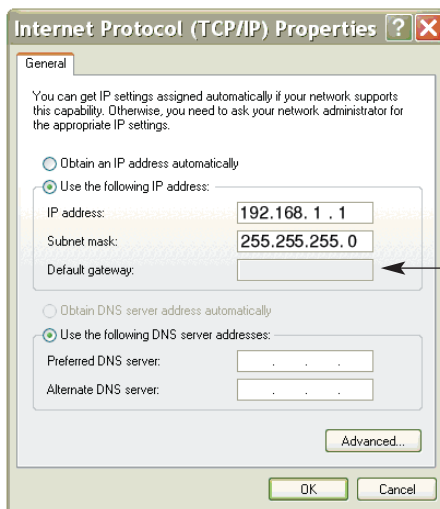 Internet Protocol (TCP/IP) Properties
General
You can get IP settings assigned automatically if your network supports
this capability. Otherwise, you need to ask your network administrator for
the appropriate IP settings.
Obtain an IP address automatically
Use the following IP address:
IP address: 192.168. 1 . 1
Subnet mask: 255.255.255. 0
Default gateway:
Obtain DNS server address automatically
Use the following DNS server addresses:
Preferred DNS server: . . .
Alternate DNS server: . . .
Advanced...
OK Cancel